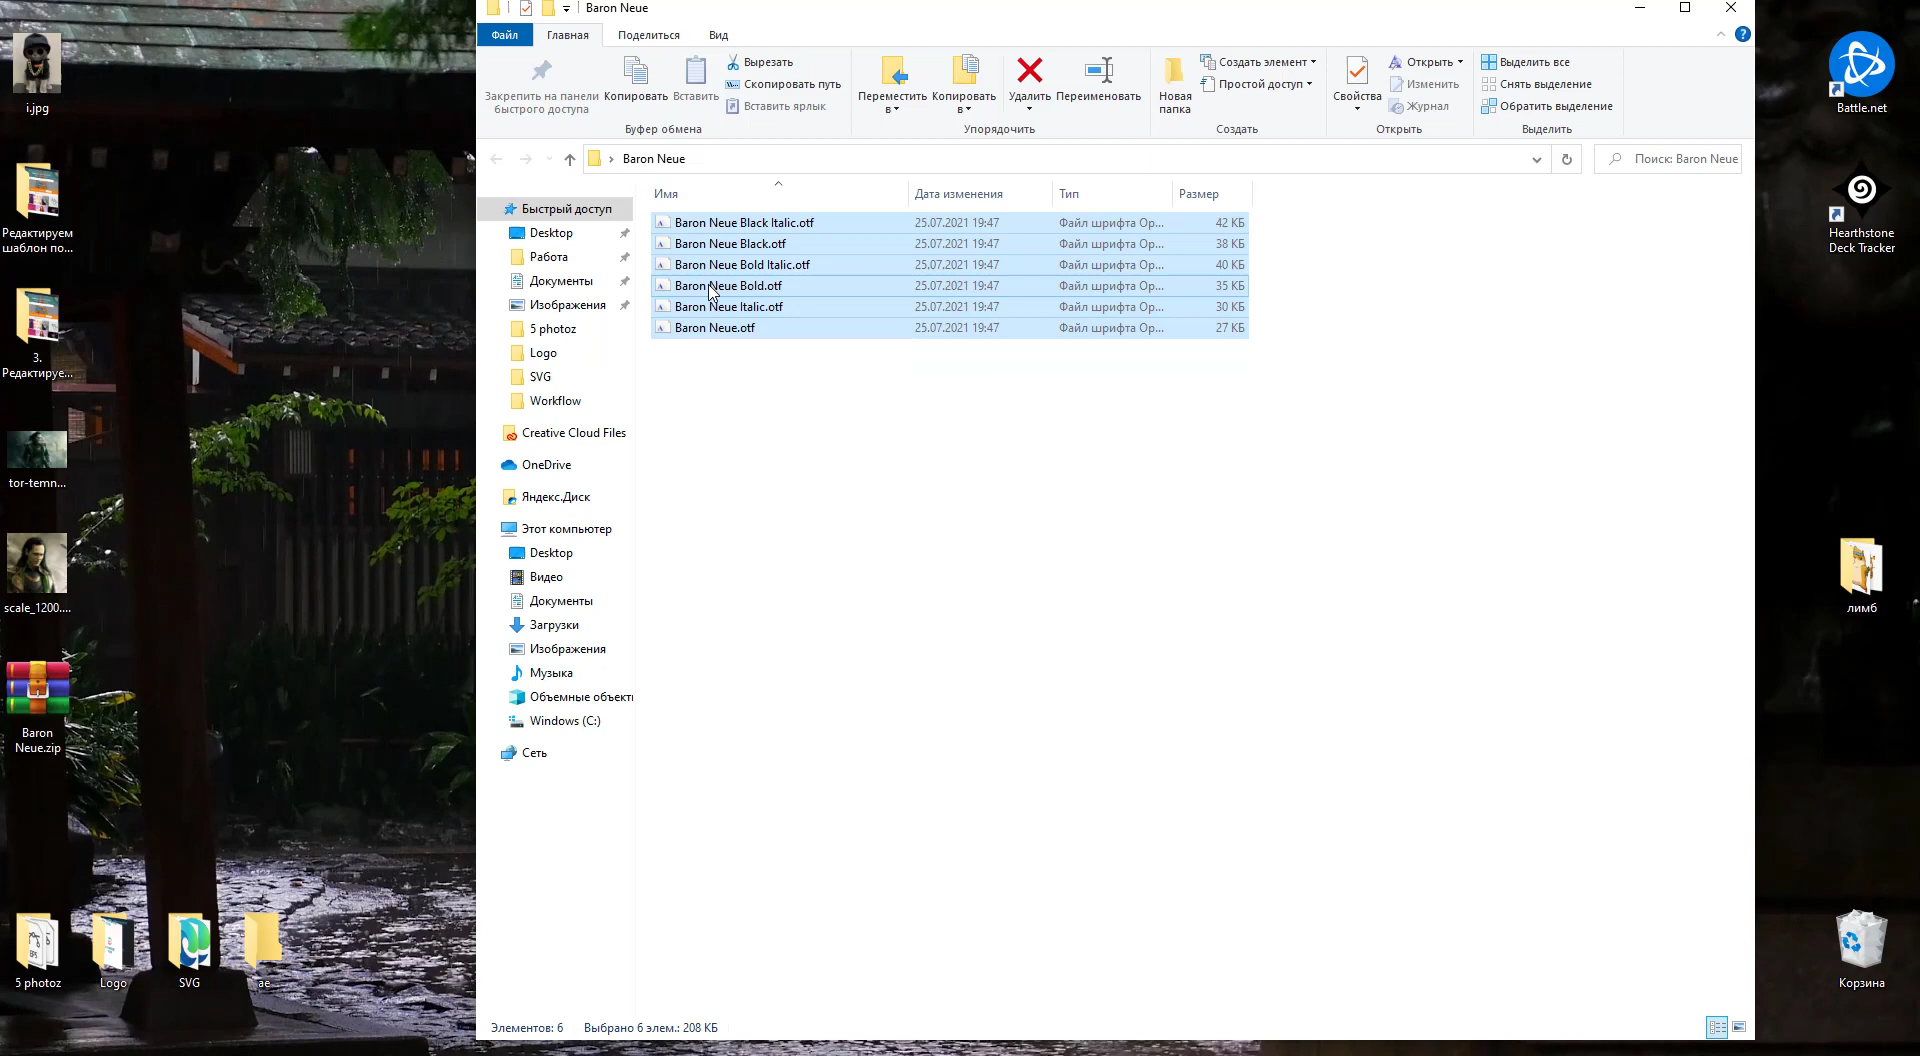 Baron Neue
Файл
Главная
Поделиться
Вид
Закрепить на панели
быстрого доступа
Копировать
Вставить
Вырезать
Скопировать путь
Вставить ярлык
Буфер обмена
Переместить
в
Копировать
в
Удалить
Переименовать
Упорядочить
Новая
папка
Создать элемент
Простой доступ
Создать
Свойства
Открыть
Изменить
Журнал
Открыть
Выделить все
Снять выделение
Обратить выделение
Выделить
Baron Neue
Поиск: Baron Neue
Быстрый доступ
Desktop
Работа
Документы
Изображения
5 photoz
Logo
SVG
Workflow
Creative Cloud Files
OneDrive
Яндекс.Диск
Этот компьютер
Desktop
Видео
Документы
Загрузки
Изображения
Музыка
Объемные объекты
Windows (C:)
Сеть
Имя Дата изменения Тип Размер
Baron Neue Black Italic.otf 25.07.2021 19:47 Файл шрифта Op... 42 КБ
Baron Neue Black.otf 25.07.2021 19:47 Файл шрифта Op... 38 КБ
Baron Neue Bold Italic.otf 25.07.2021 19:47 Файл шрифта Op... 40 КБ
Baron Neue Bold.otf 25.07.2021 19:47 Файл шрифта Op... 35 КБ
Baron Neue Italic.otf 25.07.2021 19:47 Файл шрифта Op... 30 КБ
Baron Neue.otf 25.07.2021 19:47 Файл шрифта Op... 27 КБ
Элементов: 6 Выбрано 6 элем.: 208 КБ
i.jpg
Редактируем
шаблон по...
3.
Редактируе...
tor-temn...
scale_1200....
Baron
Neue.zip
5 photoz
Logo
SVG
ae
Battle.net
Hearthstone
Deck Tracker
лимб
Корзина